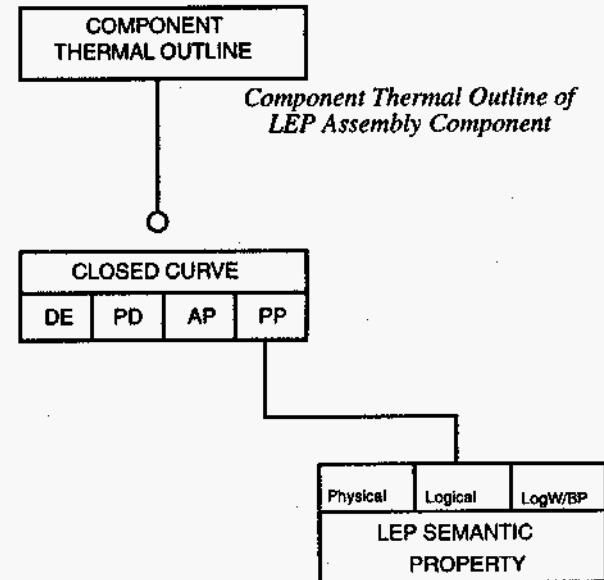 COMPONENT
THERMAL OUTLINE
Component Thermal Outline of
LEP Assembly Component
CLOSED CURVE
DE PD AP PP
Physical Logical LogW/BP
LEP SEMANTIC
PROPERTY